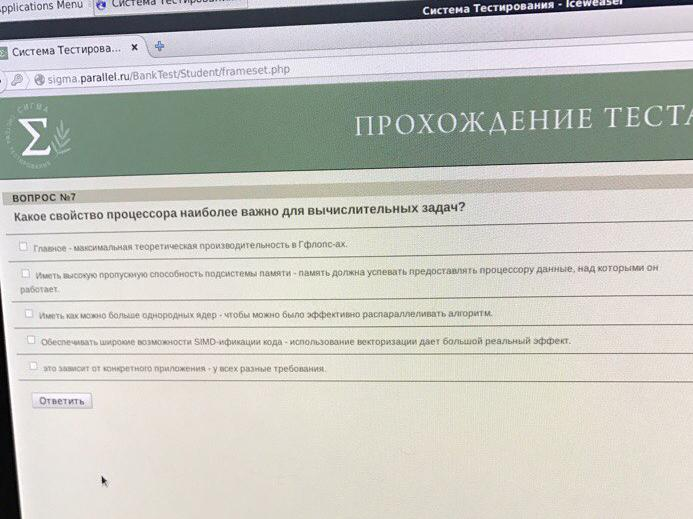 Applications Menu
Система Тестирования - Iceweasel
Система Тестирова...
sigma.parallel.ru/BankTest/Student/frameset.php
СИГМА
Σ
ПРОХОЖДЕНИЕ ТЕСТА
ВОПРОС №7
Какое свойство процессора наиболее важно для вычислительных задач?
Главное - максимальная теоретическая производительность в Гфлопс-ах.
Иметь высокую пропускную способность подсистемы памяти - память должна успевать предоставлять процессору данные, над которыми он
работает.
Иметь как можно больше однородных ядер - чтобы можно было эффективно распараллеливать алгоритм.
Обеспечивать широкие возможности SIMD-ификации кода - использование векторизации дает большой реальный эффект.
это зависит от конкретного приложения - у всех разные требования.
Ответить